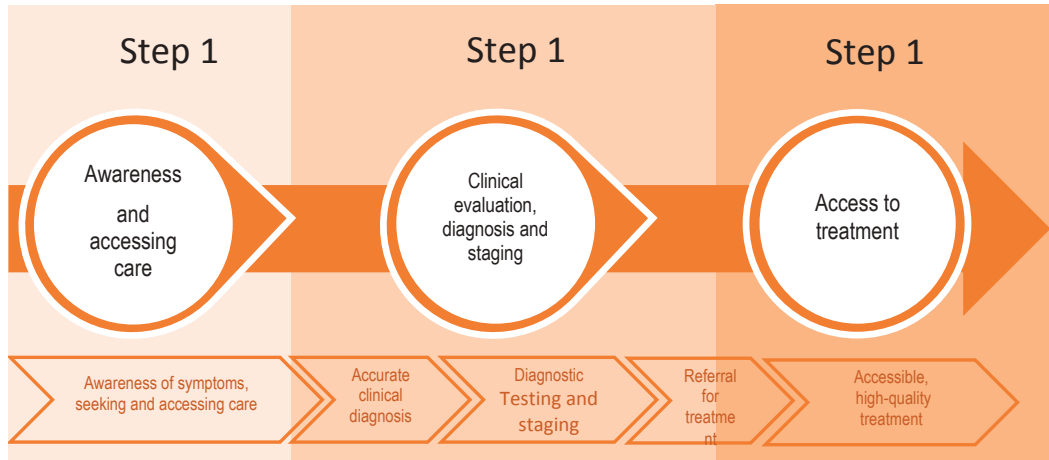 Step 1
Step 1
Step 1
Awareness
and
accessing
care
Clinical
evaluation,
diagnosis and
staging
Access to
treatment
Awareness of symptoms,
seeking and accessing care
Accurate
clinical
diagnosis
Diagnostic
Testing and
staging
Referral
for
treatme
nt
Accessible,
high-quality
treatment